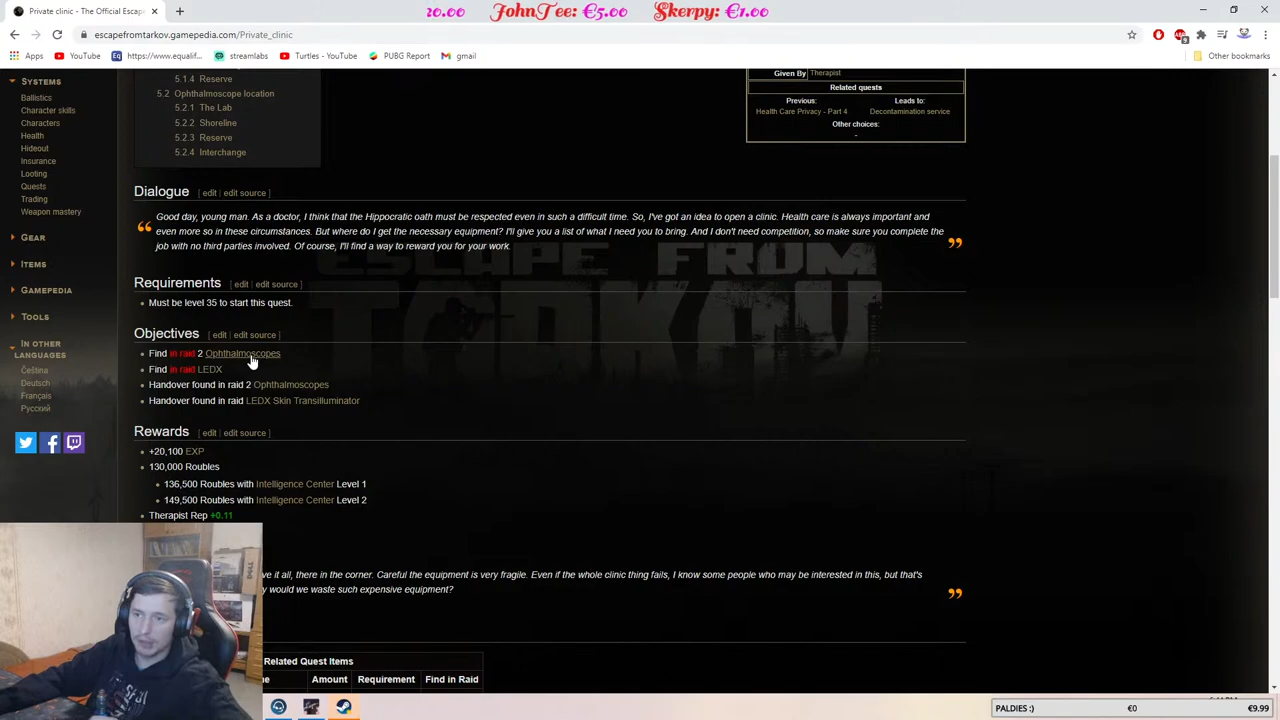 20.00 JohnTee: €5.00 Skerpy: €1.00
Private clinic - The Official Escap
escapefromtarkov.gamepedia.com/Private_clinic
Apps YouTube https://www.equalif... streamlabs Turtles - YouTube PUBG Report gmail Other bookmarks
SYSTEMS
Ballistics
Character skills
Characters
Health
Hideout
Insurance
Looting
Quests
Trading
Weapon mastery
GEAR
ITEMS
GAMEPEDIA
TOOLS
IN OTHER LANGUAGES
Čeština
Deutsch
Français
Русский
5.1.4 Reserve
5.2 Ophthalmoscope location
5.2.1 The Lab
5.2.2 Shoreline
5.2.3 Reserve
5.2.4 Interchange
Given By Therapist
Related quests
Previous: Leads to:
Health Care Privacy - Part 4 Decontamination service
Other choices:
-
Dialogue [ edit | edit source ]
Good day, young man. As a doctor, I think that the Hippocratic oath must be respected even in such a difficult time. So, I've got an idea to open a clinic. Health care is always important and
even more so in these circumstances. But where do I get the necessary equipment? I'll give you a list of what I need you to bring. And I don't need competition, so make sure you complete the
job with no third parties involved. Of course, I'll find a way to reward you for your work.
ESCAPE FROM
TARKOV
Requirements [ edit | edit source ]
Must be level 35 to start this quest.
Objectives [ edit | edit source ]
Find in raid 2 Ophthalmoscopes
Find in raid LEDX
Handover found in raid 2 Ophthalmoscopes
Handover found in raid LEDX Skin Transilluminator
Rewards [ edit | edit source ]
+20,100 EXP
130,000 Roubles
136,500 Roubles with Intelligence Center Level 1
149,500 Roubles with Intelligence Center Level 2
Therapist Rep +0.11
ve it all, there in the corner. Careful the equipment is very fragile. Even if the whole clinic thing fails, I know some people who may be interested in this, but that's
y would we waste such expensive equipment?
Related Quest Items
Amount Requirement Find in Raid
DELL
PALDIES :) €0 €9.99